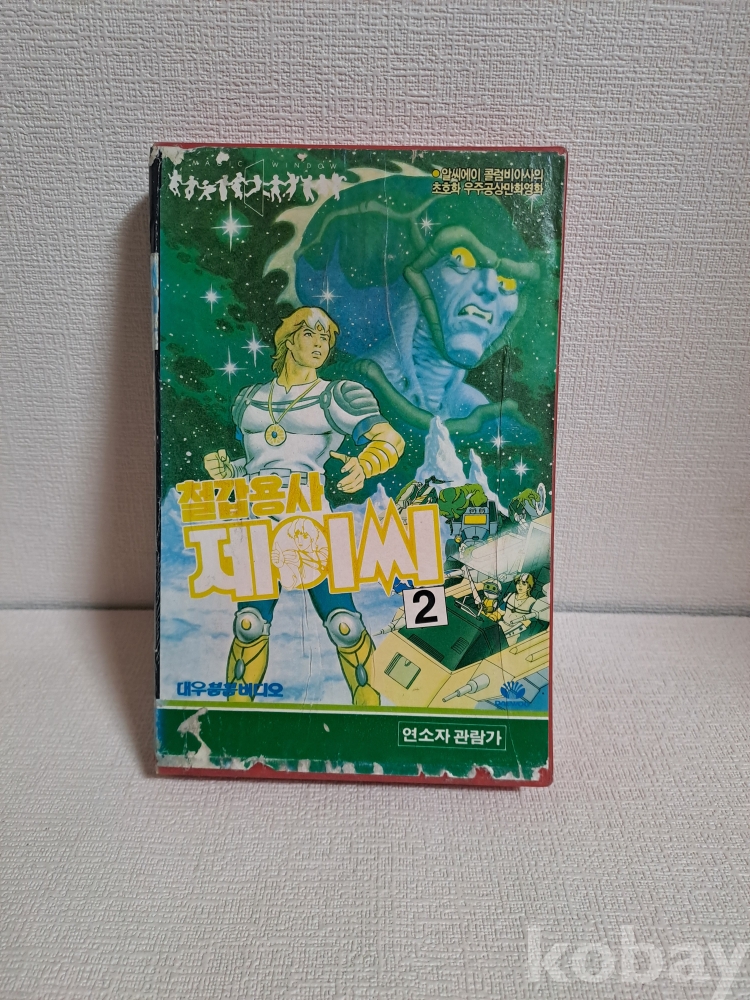 MAGIC WINDOW
●알씨에이 콜럼비아사의
초호화 우주공상만화영화
철갑용사
제이씨
2
대우 비디오
DAEWOO
연소자 관람가
kobay